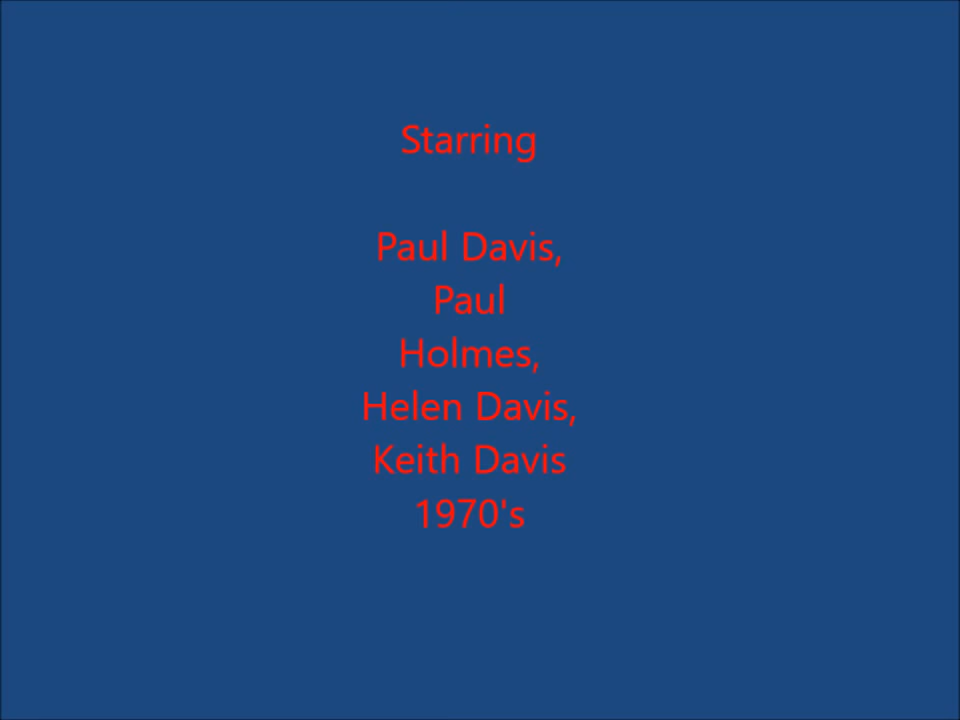 Starring
Paul Davis,
Paul
Holmes,
Helen Davis,
Keith Davis
1970's